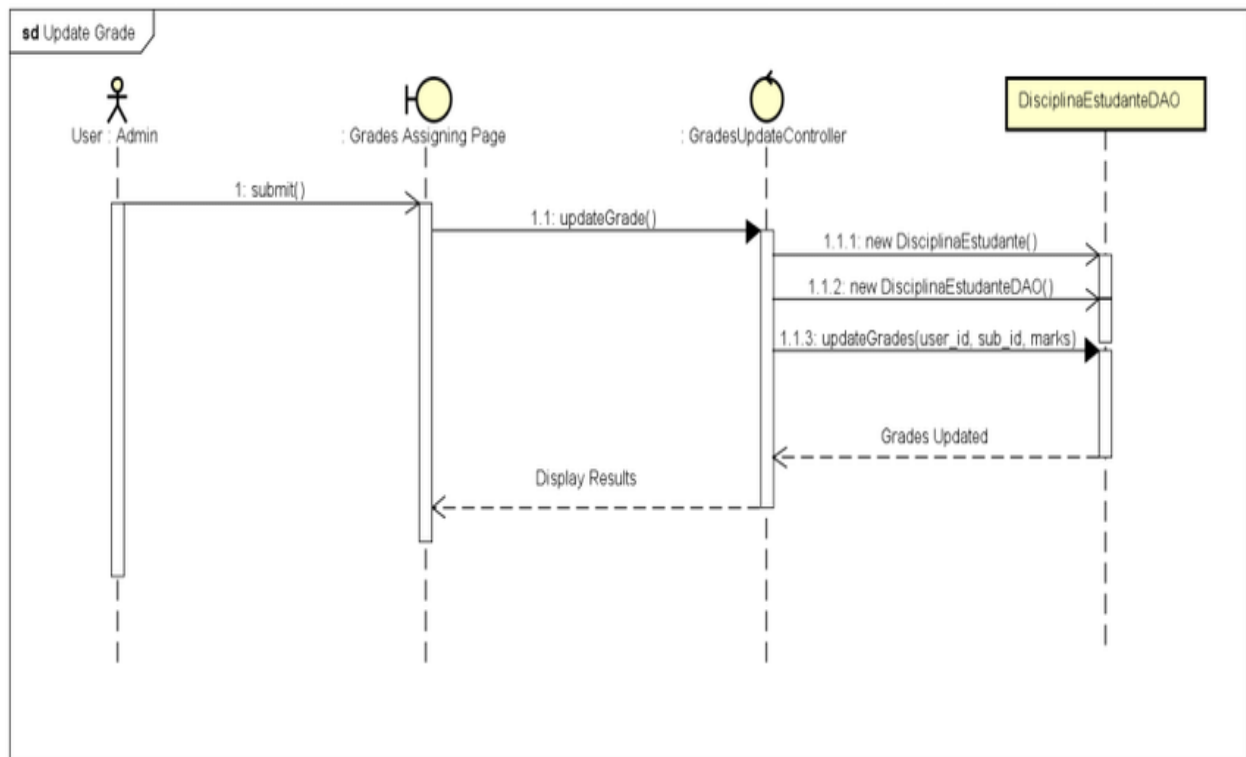 sd Update Grade
User : Admin
: Grades Assigning Page
: GradesUpdateController
DisciplinaEstudanteDAO
1: submit()
1.1: updateGrade()
1.1.1: new DisciplinaEstudante()
1.1.2: new DisciplinaEstudanteDAO()
1.1.3: updateGrades(user_id, sub_id, marks)
Grades Updated
Display Results